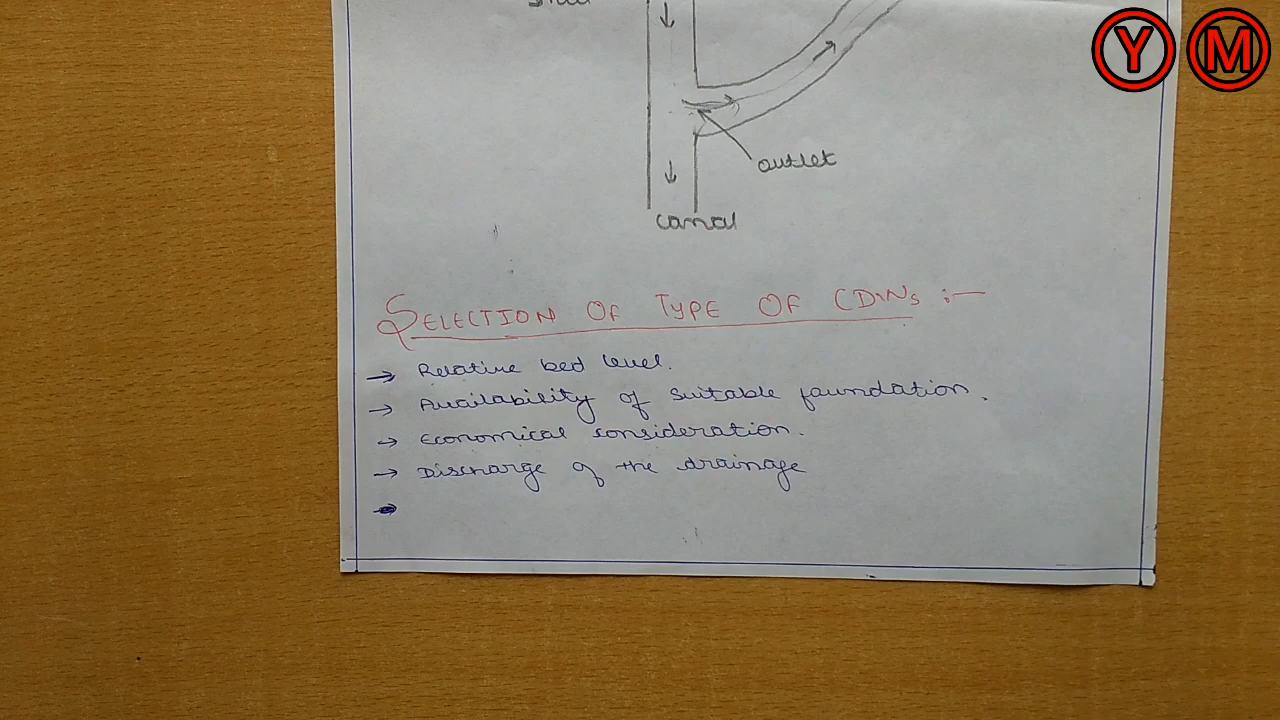 Y M
outlet
canal
SELECTION OF TYPE OF CDWs :-
→ Relative bed level.
→ Availability of suitable foundation.
→ Economical consideration.
→ Discharge of the drainage